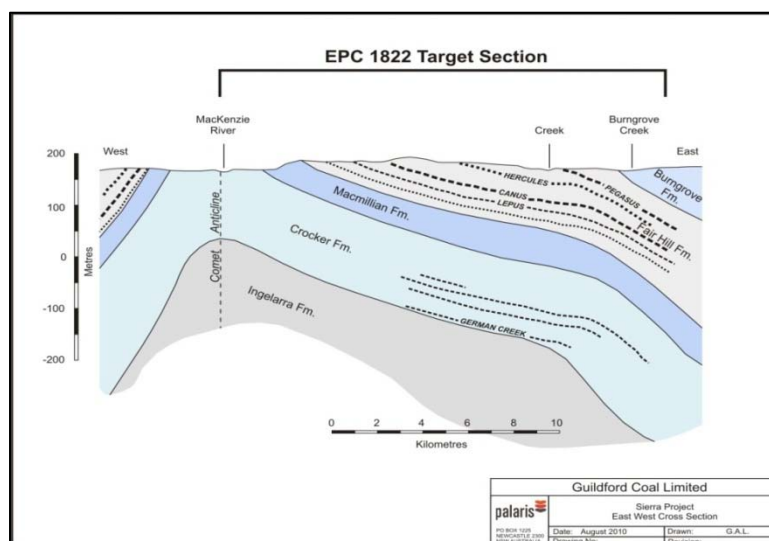 EPC 1822 Target Section
MacKenzie
River
Creek
Burngrove
Creek
West
East
200
100
0
-100
-200
Metres
HERCULES
PEGASUS
CANUS
LEPUS
Burngrove
Fm.
Fair Hill Fm.
Macmillian Fm.
Crocker Fm.
Comet Anticline
Ingelarra Fm.
GERMAN CREEK
0 2 4 6 8 10
Kilometres
Guildford Coal Limited
palaris
Sierra Project
East West Cross Section
PO BOX 1225
NEWCASTLE 2300
Date: August 2010
Drawn: G.A.L.